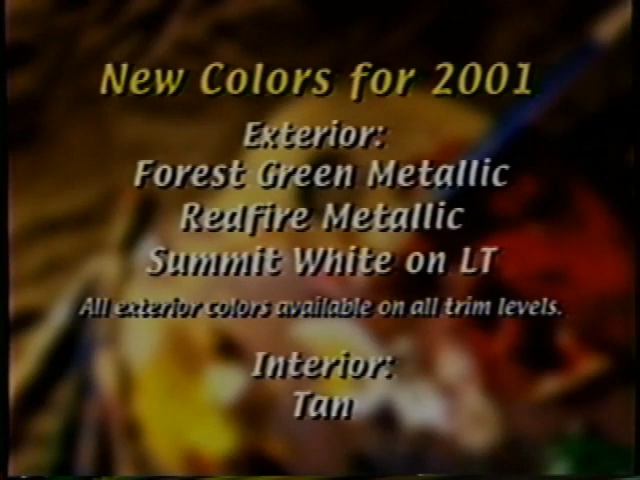 New Colors for 2001
Exterior:
Forest Green Metallic
Redfire Metallic
Summit White on LT
All exterior colors available on all trim levels.
Interior:
Tan